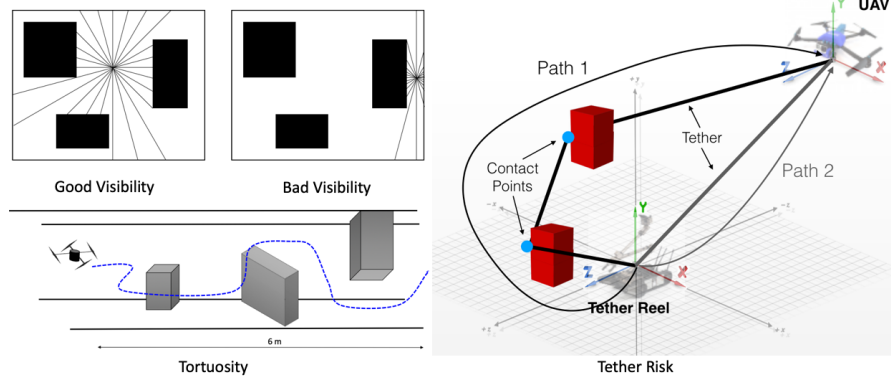 Good Visibility
Bad Visibility
6 m
Tortuosity
UAV
Y
Z
X
Path 1
Tether
Path 2
Contact
Points
Y
Z
X
Tether Reel
Tether Risk